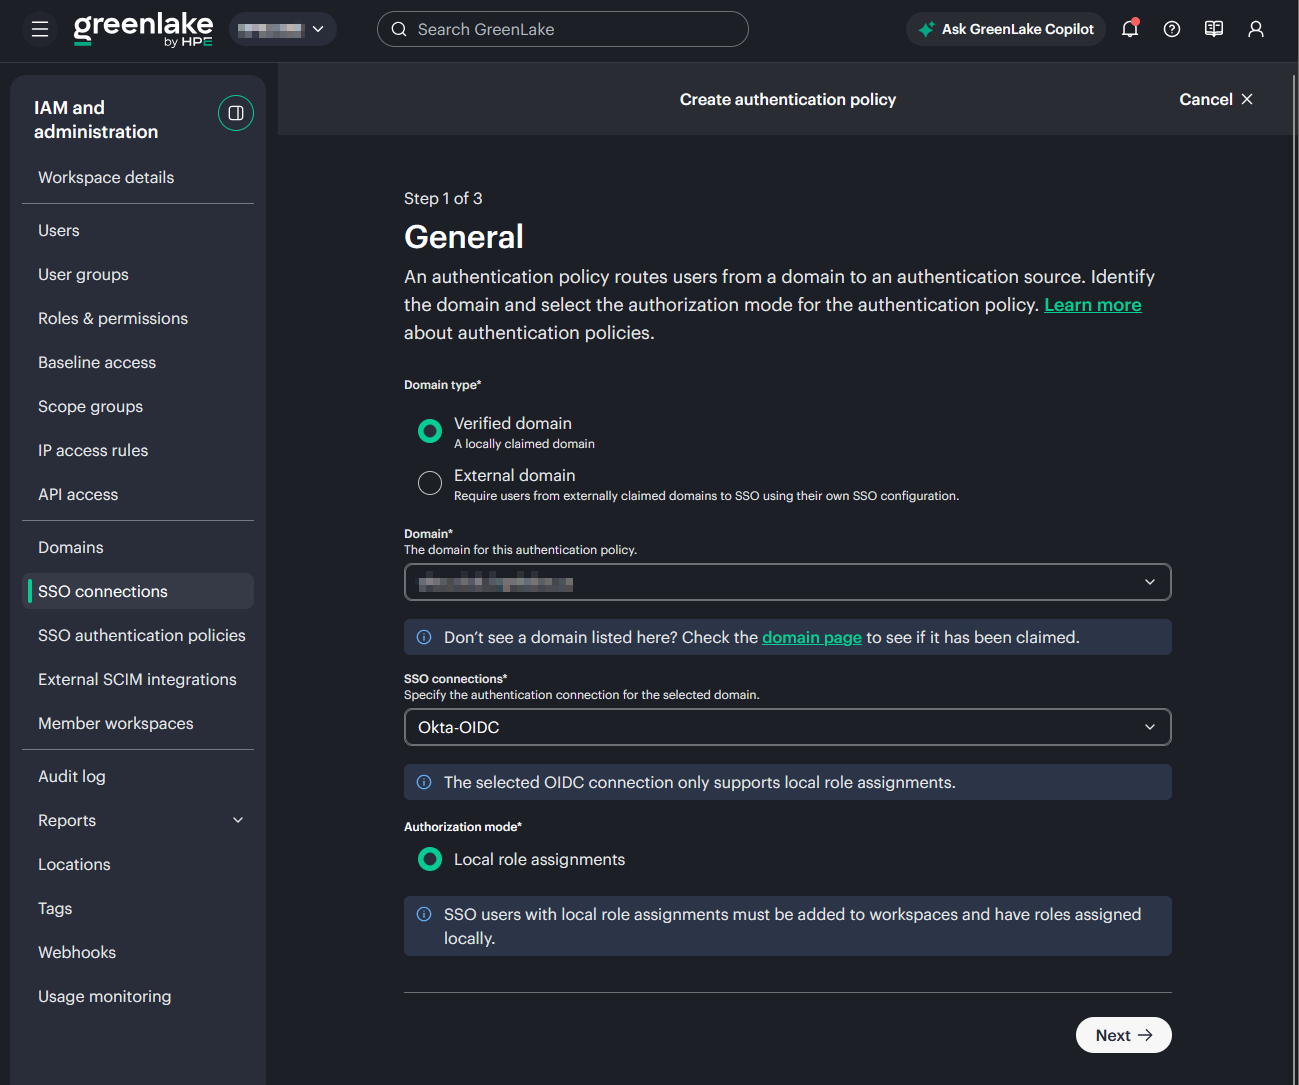 greenlake
by HPE
Search GreenLake
Ask GreenLake Copilot
IAM and
administration
Workspace details
Users
User groups
Roles & permissions
Baseline access
Scope groups
IP access rules
API access
Domains
SSO connections
SSO authentication policies
External SCIM integrations
Member workspaces
Audit log
Reports
Locations
Tags
Webhooks
Usage monitoring
Create authentication policy
Cancel
Step 1 of 3
General
An authentication policy routes users from a domain to an authentication source. Identify
the domain and select the authorization mode for the authentication policy. Learn more
about authentication policies.
Domain type*
Verified domain
A locally claimed domain
External domain
Require users from externally claimed domains to SSO using their own SSO configuration.
Domain*
The domain for this authentication policy.
Don't see a domain listed here? Check the domain page to see if it has been claimed.
SSO connections*
Specify the authentication connection for the selected domain.
Okta-OIDC
The selected OIDC connection only supports local role assignments.
Authorization mode*
Local role assignments
SSO users with local role assignments must be added to workspaces and have roles assigned
locally.
Next